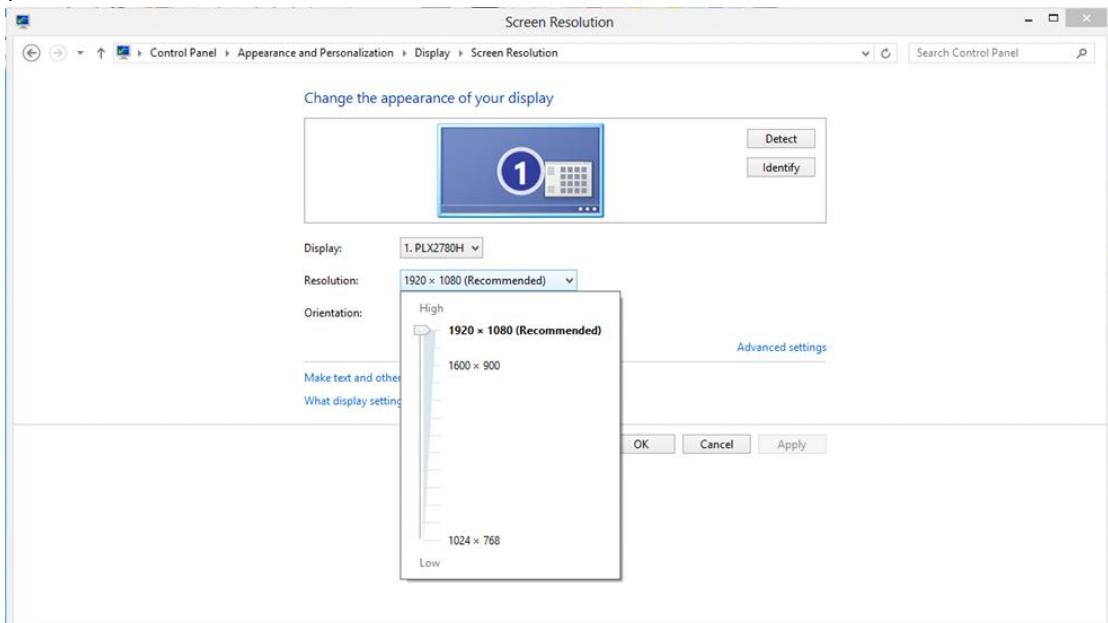 Screen Resolution
Control Panel Appearance and Personalization Display Screen Resolution
Search Control Panel
Change the appearance of your display
1
Detect
Identify
Display: 1. PLX2780H
Resolution: 1920 × 1080 (Recommended)
Orientation:
High
1920 × 1080 (Recommended)
1600 × 900
1024 × 768
Low
Advanced settings
Make text and other
What display setting
OK Cancel Apply